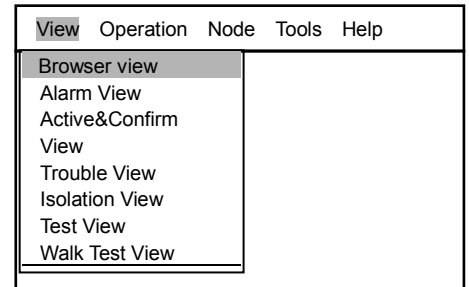 View Operation Node Tools Help
Browser view
Alarm View
Active&Confirm
View
Trouble View
Isolation View
Test View
Walk Test View